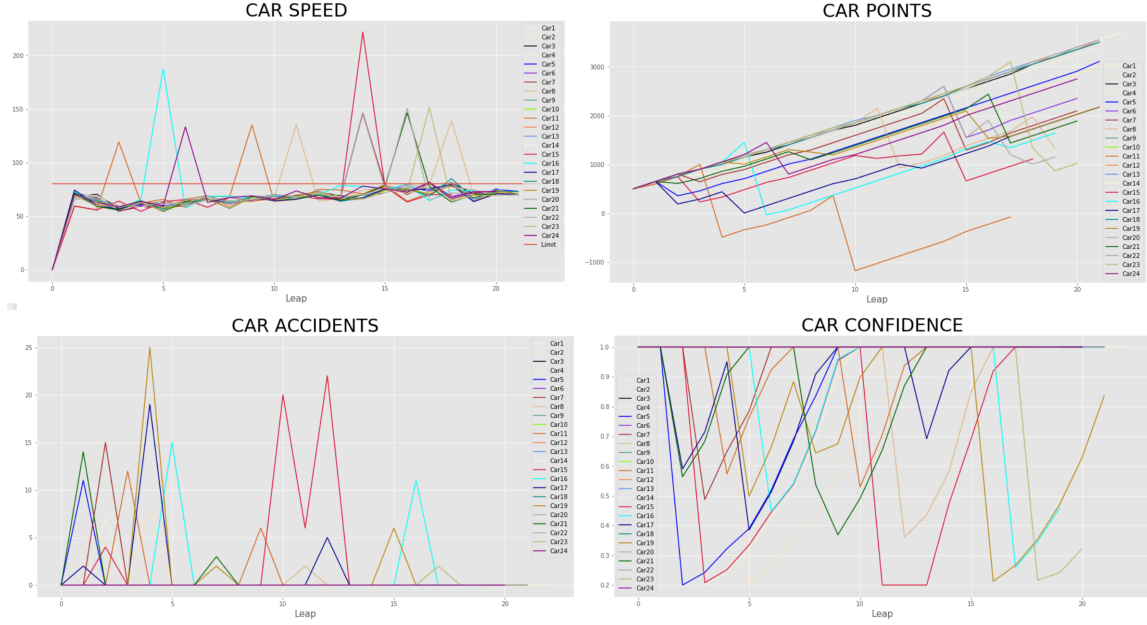 CAR SPEED
200
150
100
50
0
0
5
10
15
20
Leap
Car1
Car2
Car3
Car4
Car5
Car6
Car7
Car8
Car9
Car10
Car11
Car12
Car13
Car14
Car15
Car16
Car17
Car18
Car19
Car20
Car21
Car22
Car23
Car24
Limit
CAR POINTS
3000
2000
1000
0
−1000
0
5
10
15
20
Leap
Car1
Car2
Car3
Car4
Car5
Car6
Car7
Car8
Car9
Car10
Car11
Car12
Car13
Car14
Car15
Car16
Car17
Car18
Car19
Car20
Car21
Car22
Car23
Car24
CAR ACCIDENTS
25
20
15
10
5
0
0
5
10
15
20
Leap
Car1
Car2
Car3
Car4
Car5
Car6
Car7
Car8
Car9
Car10
Car11
Car12
Car13
Car14
Car15
Car16
Car17
Car18
Car19
Car20
Car21
Car22
Car23
Car24
CAR CONFIDENCE
1.0
0.9
0.8
0.7
0.6
0.5
0.4
0.3
0.2
0
5
10
15
20
Leap
Car1
Car2
Car3
Car4
Car5
Car6
Car7
Car8
Car9
Car10
Car11
Car12
Car13
Car14
Car15
Car16
Car17
Car18
Car19
Car20
Car21
Car22
Car23
Car24